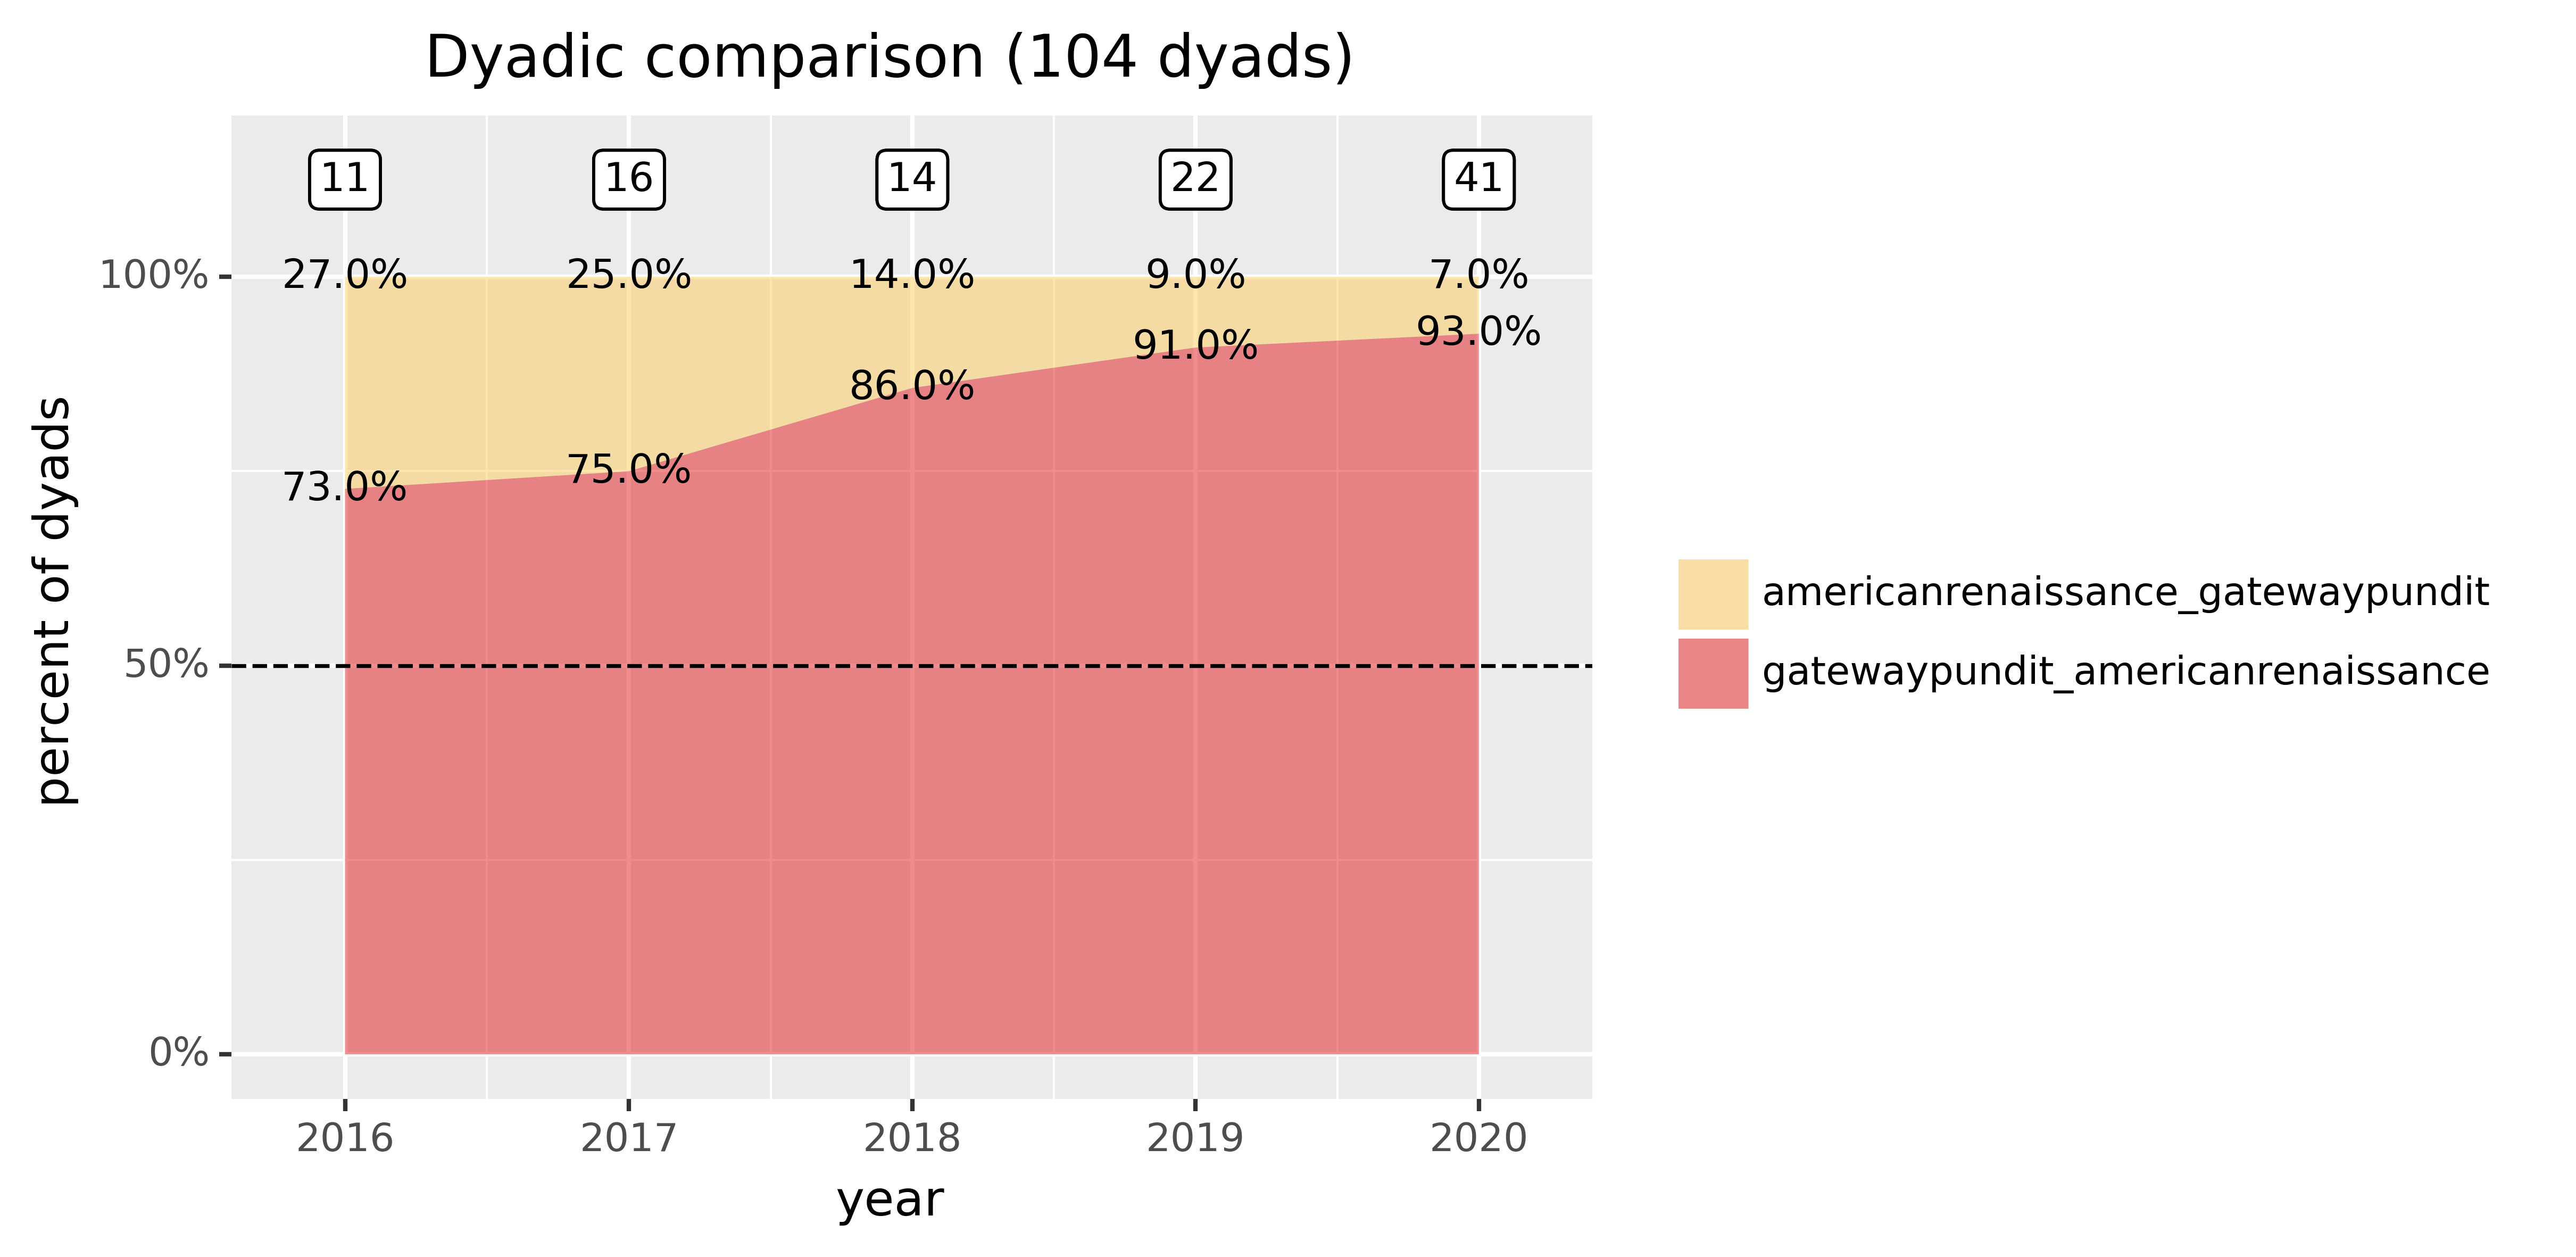 Dyadic comparison (104 dyads)
11 16 14 22 41
27.0% 25.0% 14.0% 9.0% 7.0%
100%
93.0%
91.0%
86.0%
75.0%
73.0%
percent of dyads
americanrenaissance_gatewaypundit
50%
gatewaypundit_americanrenaissance
0%
2016 2017 2018 2019 2020
year